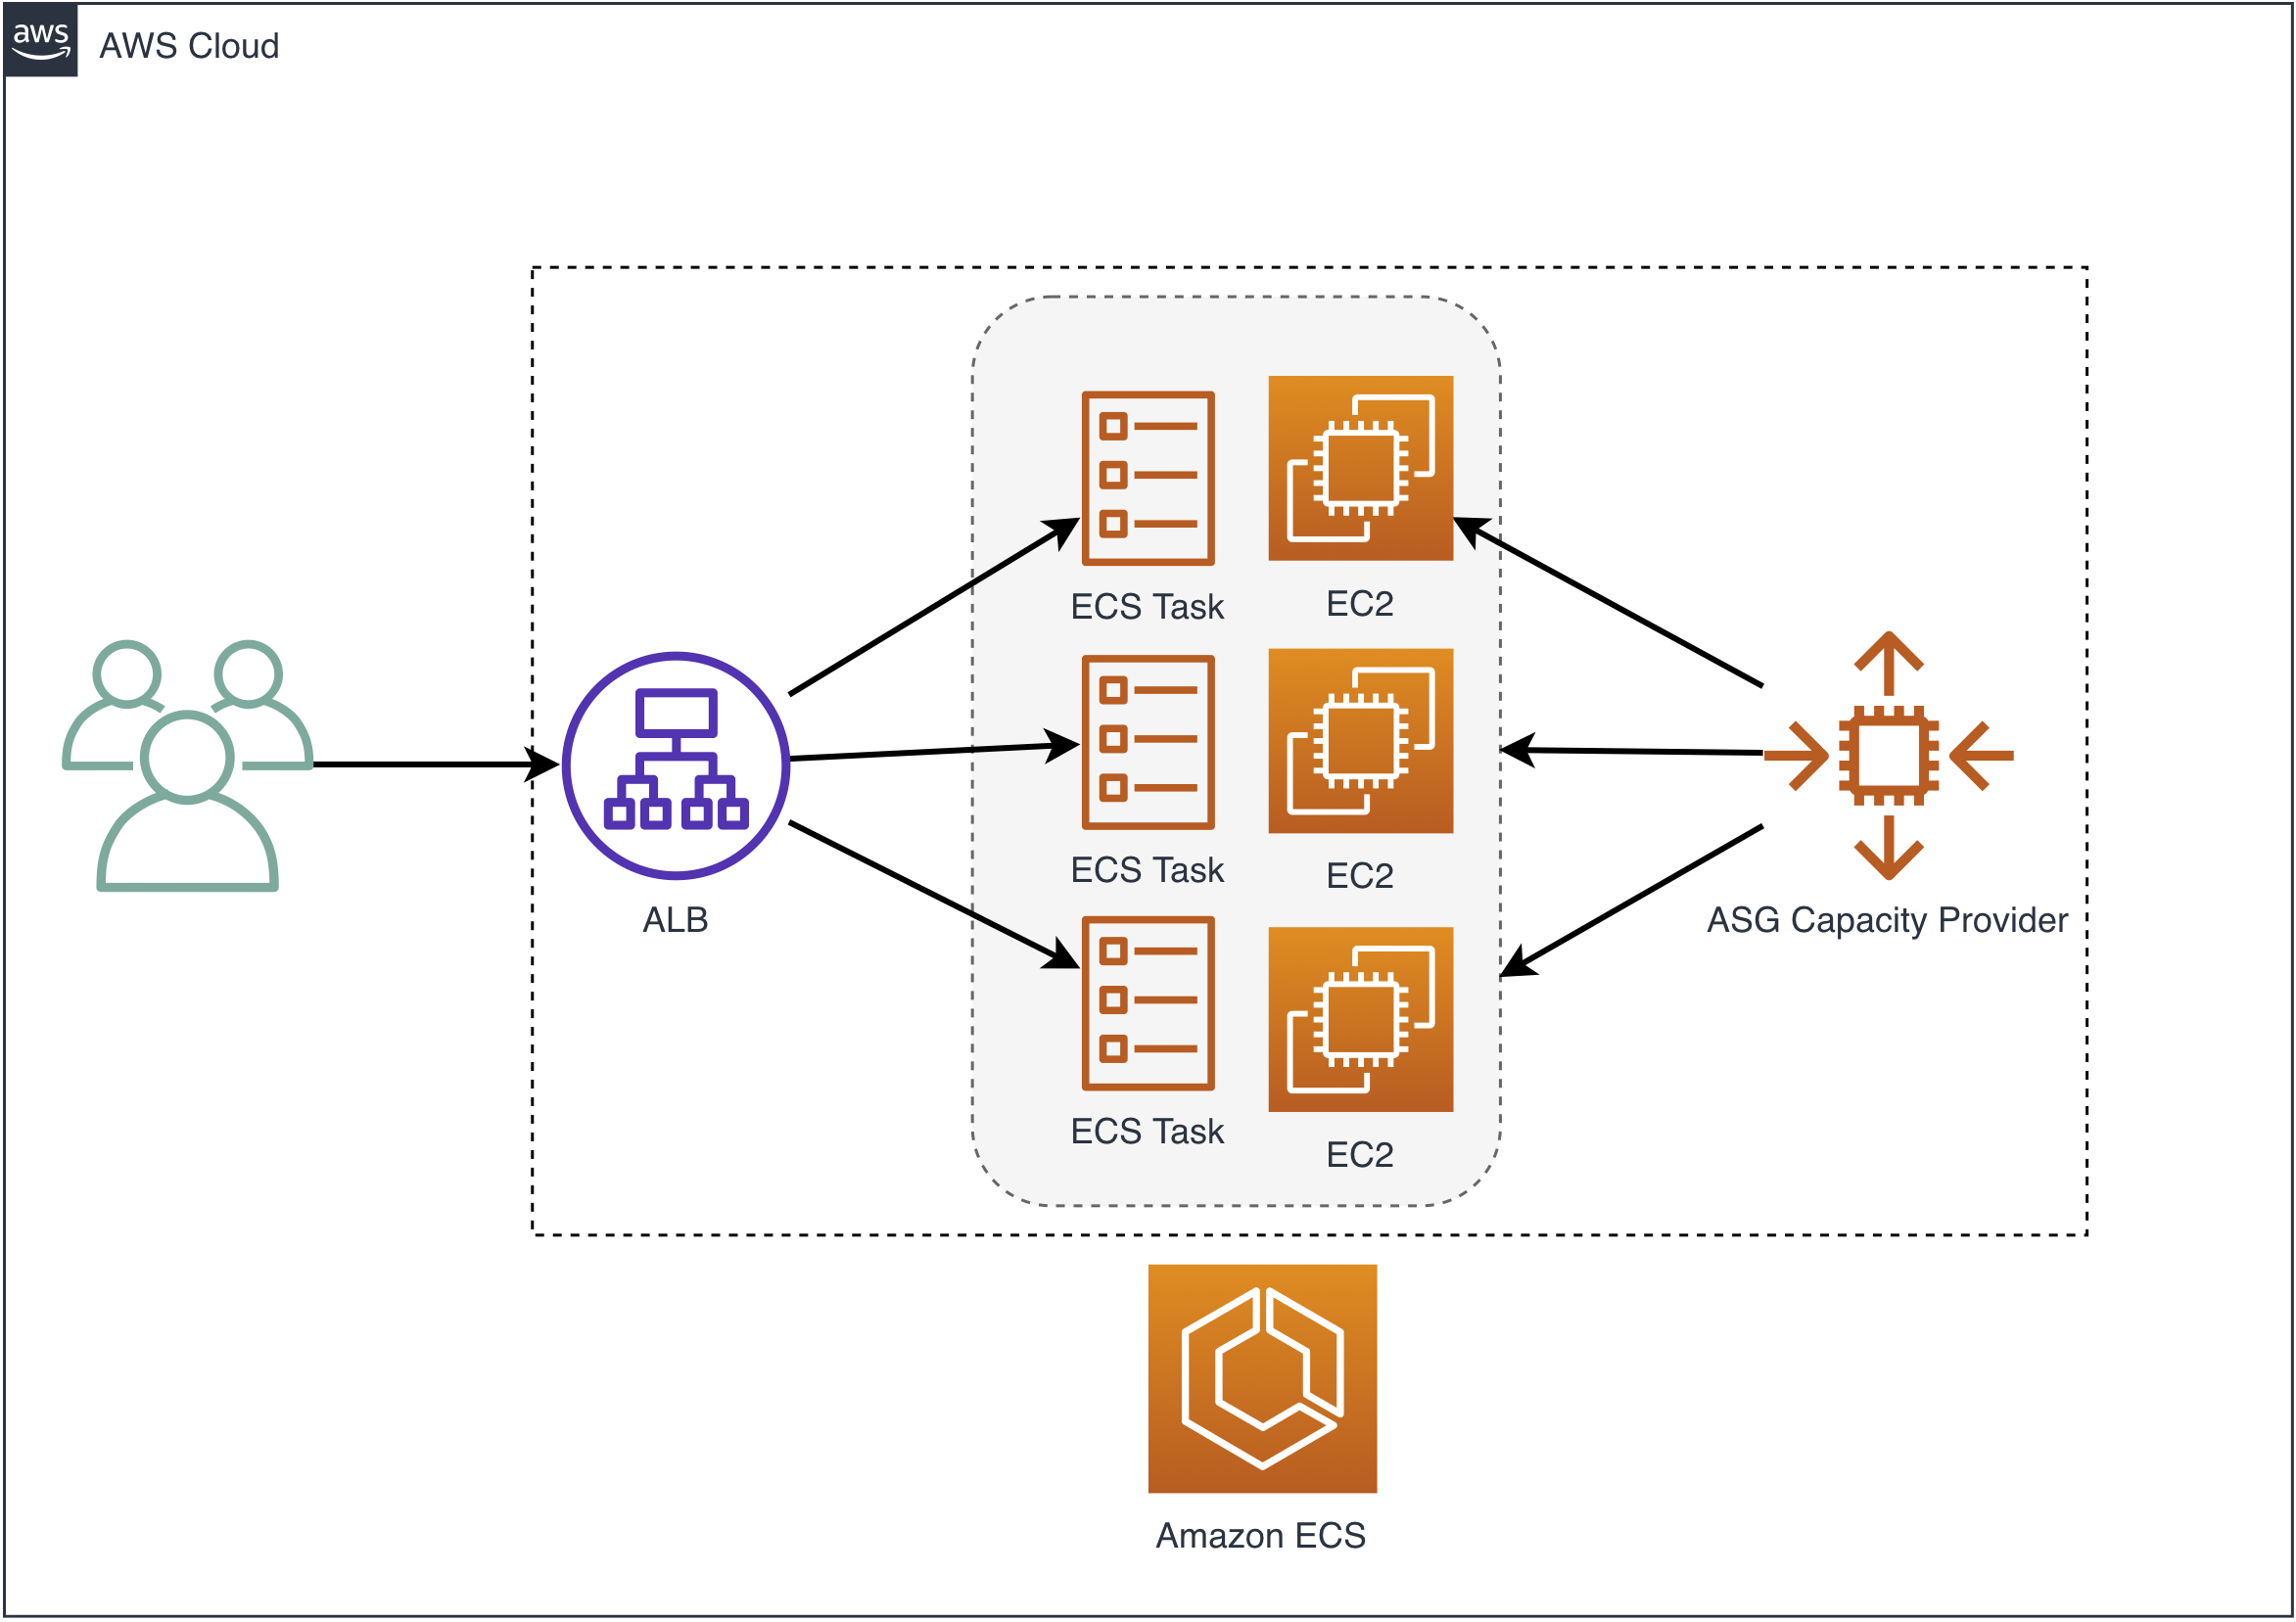 aws
AWS Cloud
ECS Task
EC2
ECS Task
EC2
ALB
ASG Capacity Provider
ECS Task
EC2
Amazon ECS